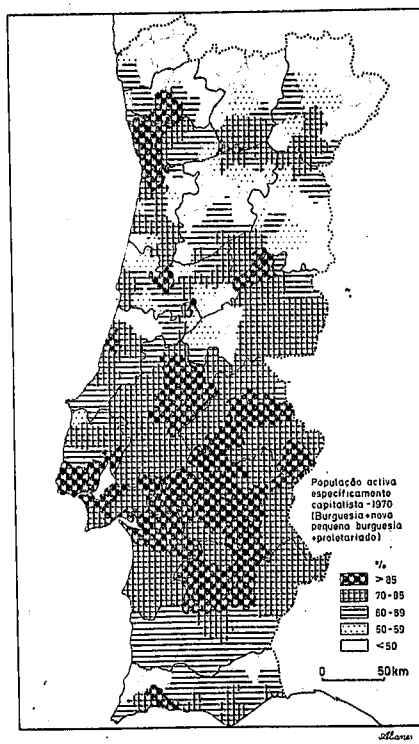 População activa
especificamente
capitalista - 1970
(Burguesia+nova
pequena burguesia
+proletariado)
%
> 85
70-85
60-69
50-59
< 50
0 50km